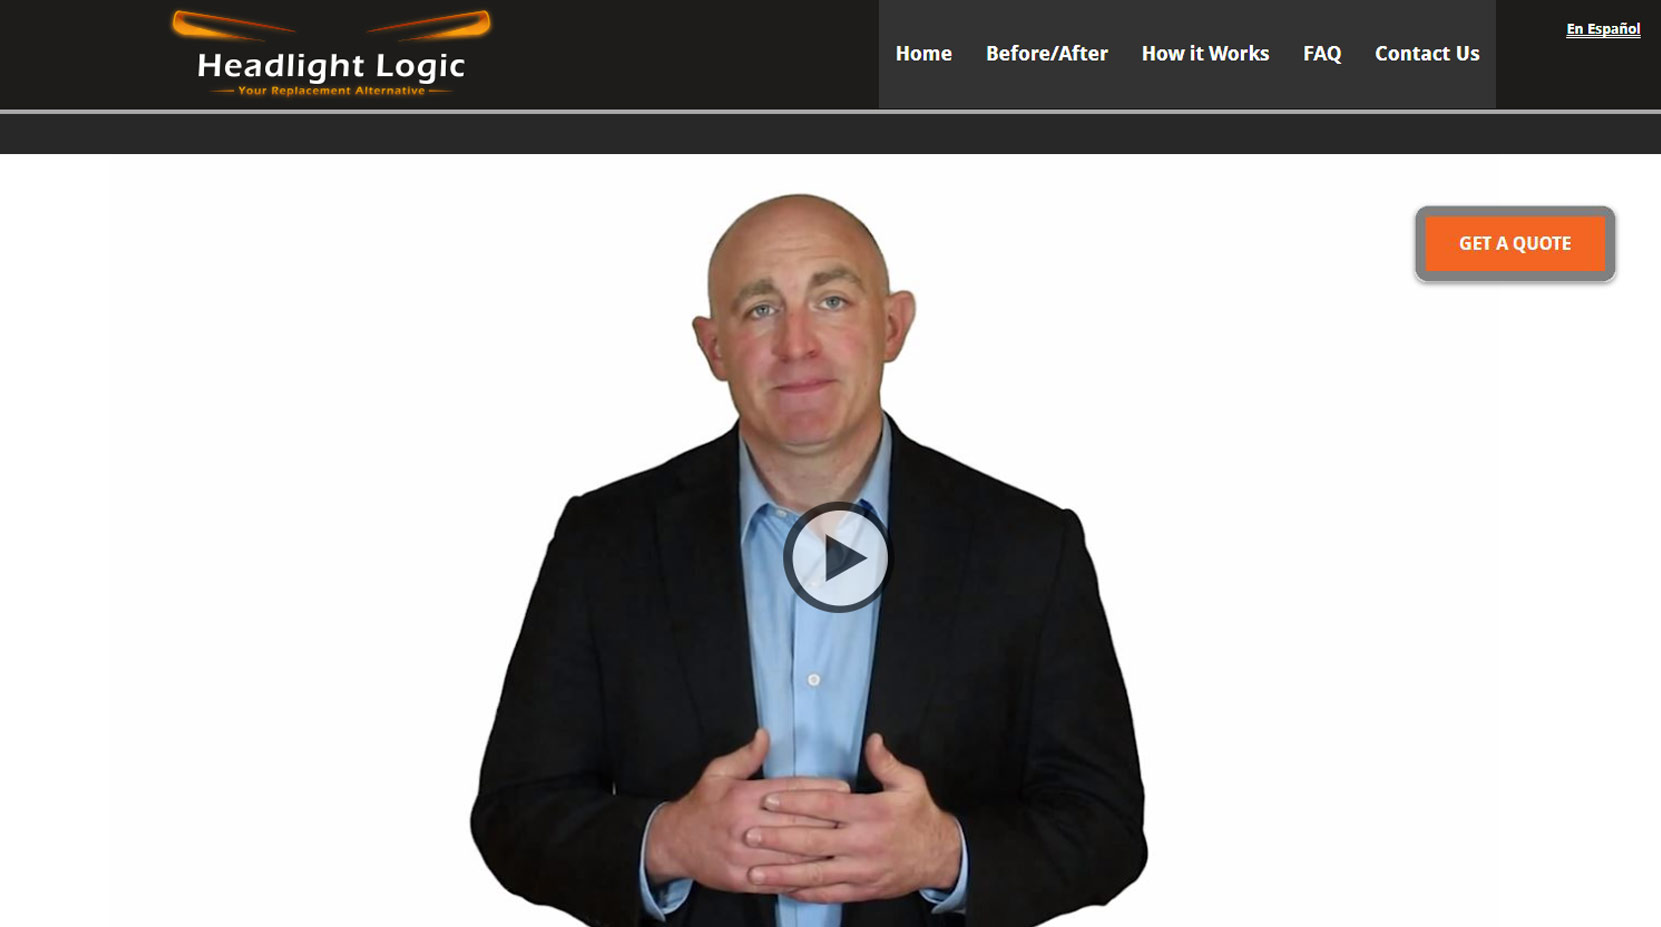 Headlight Logic
Your Replacement Alternative
Home
Before/After
How it Works
FAQ
Contact Us
En Español
GET A QUOTE